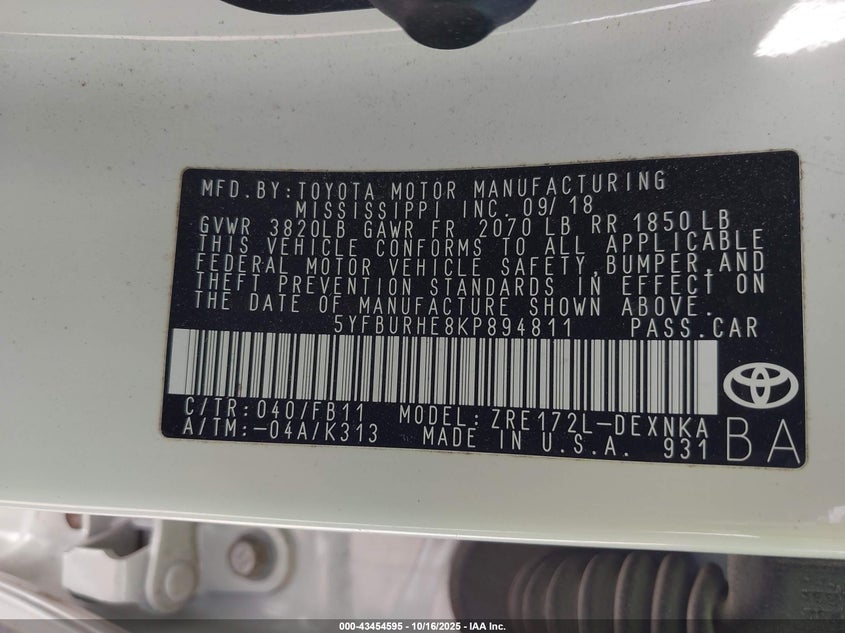 MFD.BY:TOYOTA MOTOR MANUFACTURING
MISSISSIPPI INC. 09/18
GVWR 3820LB GAWR FR 2070 LB RR 1850 LB
THIS VEHICLE CONFORMS TO ALL APPLICABLE
FEDERAL MOTOR VEHICLE SAFETY,BUMPER,AND
THEFT PREVENTION STANDARDS IN EFFECT ON
THE DATE OF MANUFACTURE SHOWN ABOVE.
5YFBURHE8KP894811 PASS.CAR
C/TR:040/FB11 MODEL:ZRE172L-DEXNKA
A/TM:-04A/K313 MADE IN U.S.A. 931 BA
000-43454595 - 10/16/2025 - IAA Inc.